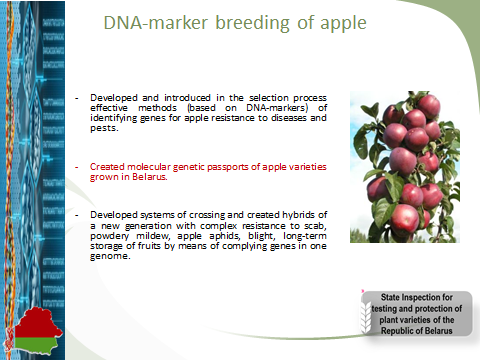 DNA-marker breeding of apple
- Developed and introduced in the selection process
effective methods (based on DNA-markers) of
identifying genes for apple resistance to diseases and
pests.
- Created molecular genetic passports of apple varieties
grown in Belarus.
- Developed systems of crossing and created hybrids of
a new generation with complex resistance to scab,
powdery mildew, apple aphids, blight, long-term
storage of fruits by means of complying genes in one
genome.
State Inspection for
testing and protection of
plant varieties of the
Republic of Belarus